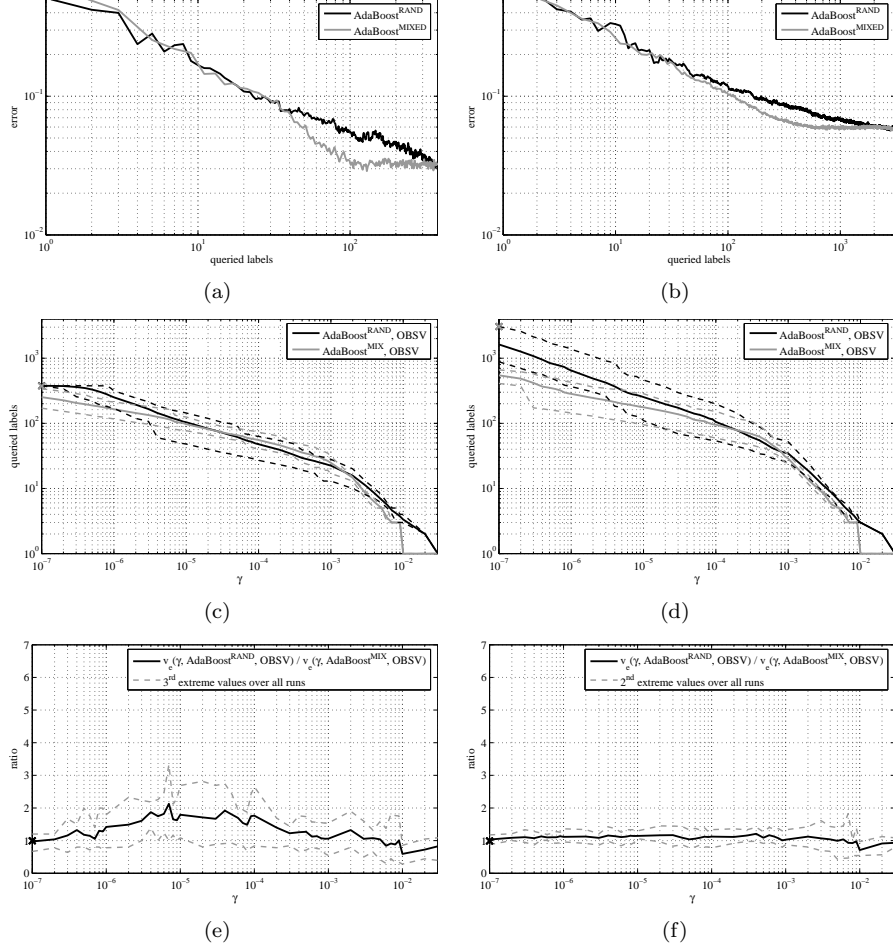 AdaBoost^RAND
AdaBoost^MIXED
error
10^-1
10^-2
10^0
10^1
10^2
queried labels
(a)
AdaBoost^RAND
AdaBoost^MIXED
error
10^-1
10^-2
10^0
10^1
10^2
10^3
queried labels
(b)
AdaBoost^RAND, OBSV
AdaBoost^MIX, OBSV
queried labels
10^3
10^2
10^1
10^0
10^-7
10^-6
10^-5
10^-4
10^-3
10^-2
γ
(c)
AdaBoost^RAND, OBSV
AdaBoost^MIX, OBSV
queried labels
10^3
10^2
10^1
10^0
10^-7
10^-6
10^-5
10^-4
10^-3
10^-2
γ
(d)
v_e(γ, AdaBoost^RAND, OBSV) / v_e(γ, AdaBoost^MIX, OBSV)
3^rd extreme values over all runs
ratio
7
6
5
4
3
2
1
0
10^-7
10^-6
10^-5
10^-4
10^-3
10^-2
γ
(e)
v_e(γ, AdaBoost^RAND, OBSV) / v_e(γ, AdaBoost^MIX, OBSV)
2^nd extreme values over all runs
ratio
7
6
5
4
3
2
1
0
10^-7
10^-6
10^-5
10^-4
10^-3
10^-2
γ
(f)